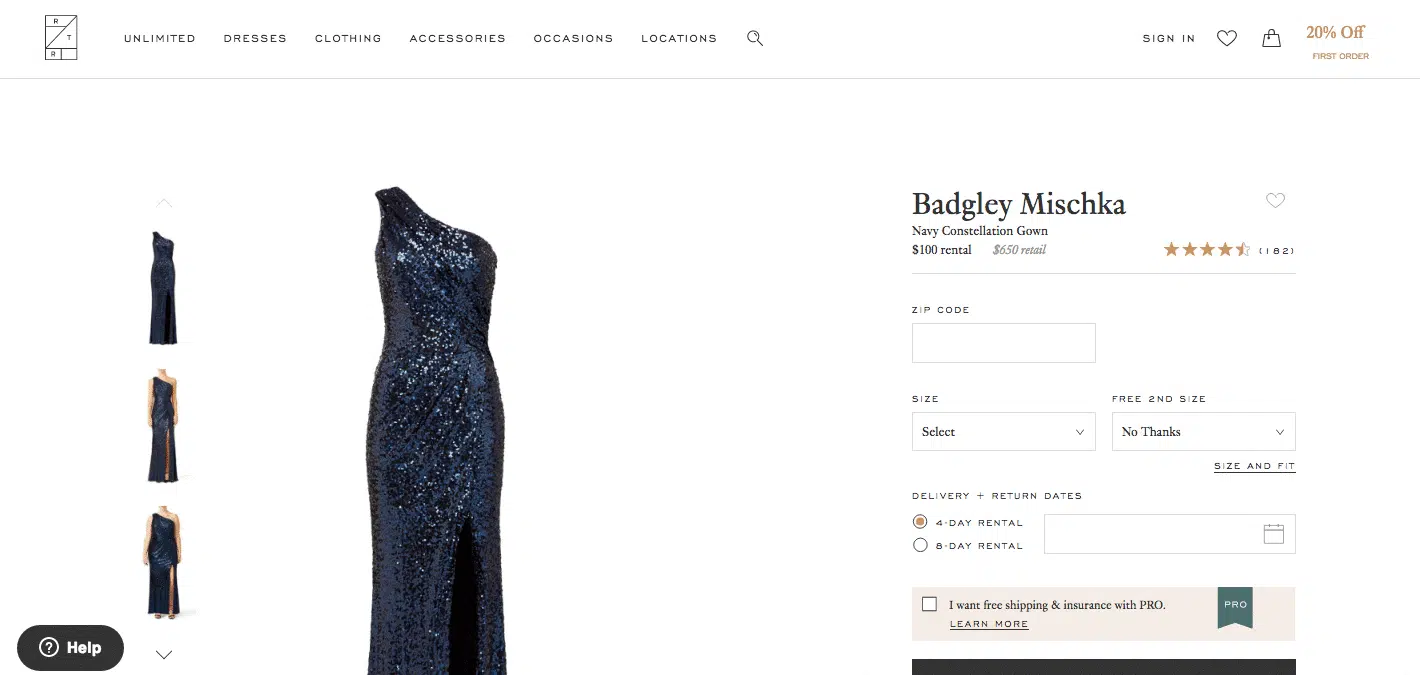 R
T
R
UNLIMITED DRESSES CLOTHING ACCESSORIES OCCASIONS LOCATIONS SIGN IN 20% Off
FIRST ORDER
Badgley Mischka
Navy Constellation Gown
$100 rental $650 retail (182)
ZIP CODE
SIZE FREE 2ND SIZE
Select No Thanks
SIZE AND FIT
DELIVERY + RETURN DATES
4-DAY RENTAL
8-DAY RENTAL
I want free shipping & insurance with PRO. PRO
LEARN MORE
? Help